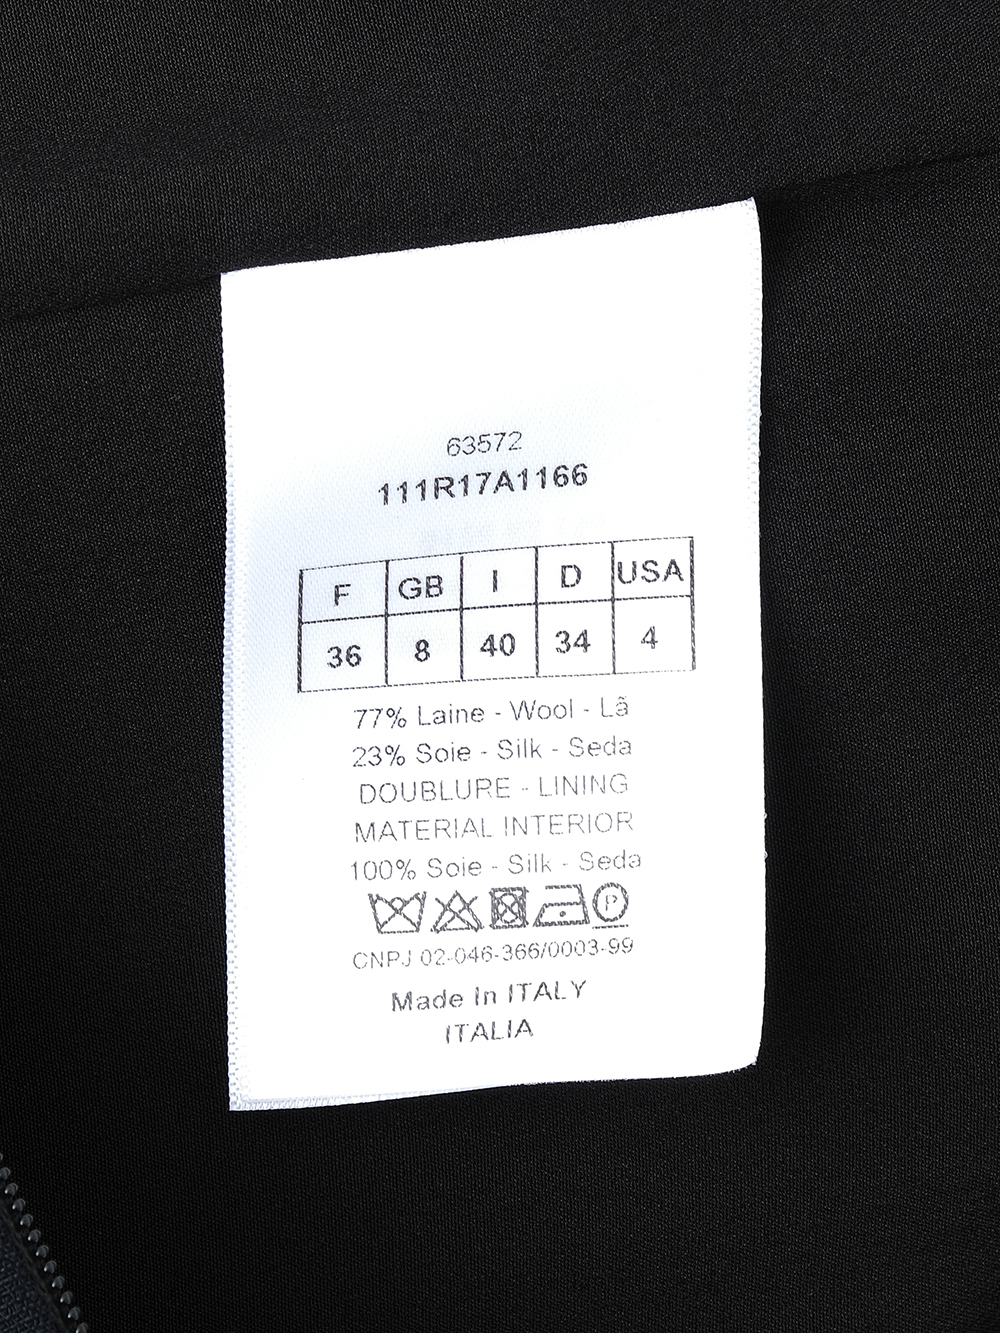 63572
111R17A1166
F GB I D USA
36 8 40 34 4
77% Laine - Wool - Lã
23% Soie - Silk - Seda
DOUBLURE - LINING
MATERIAL INTERIOR
100% Soie - Silk - Seda
P
CNPJ 02-046-366/0003-99
Made In ITALY
ITALIA